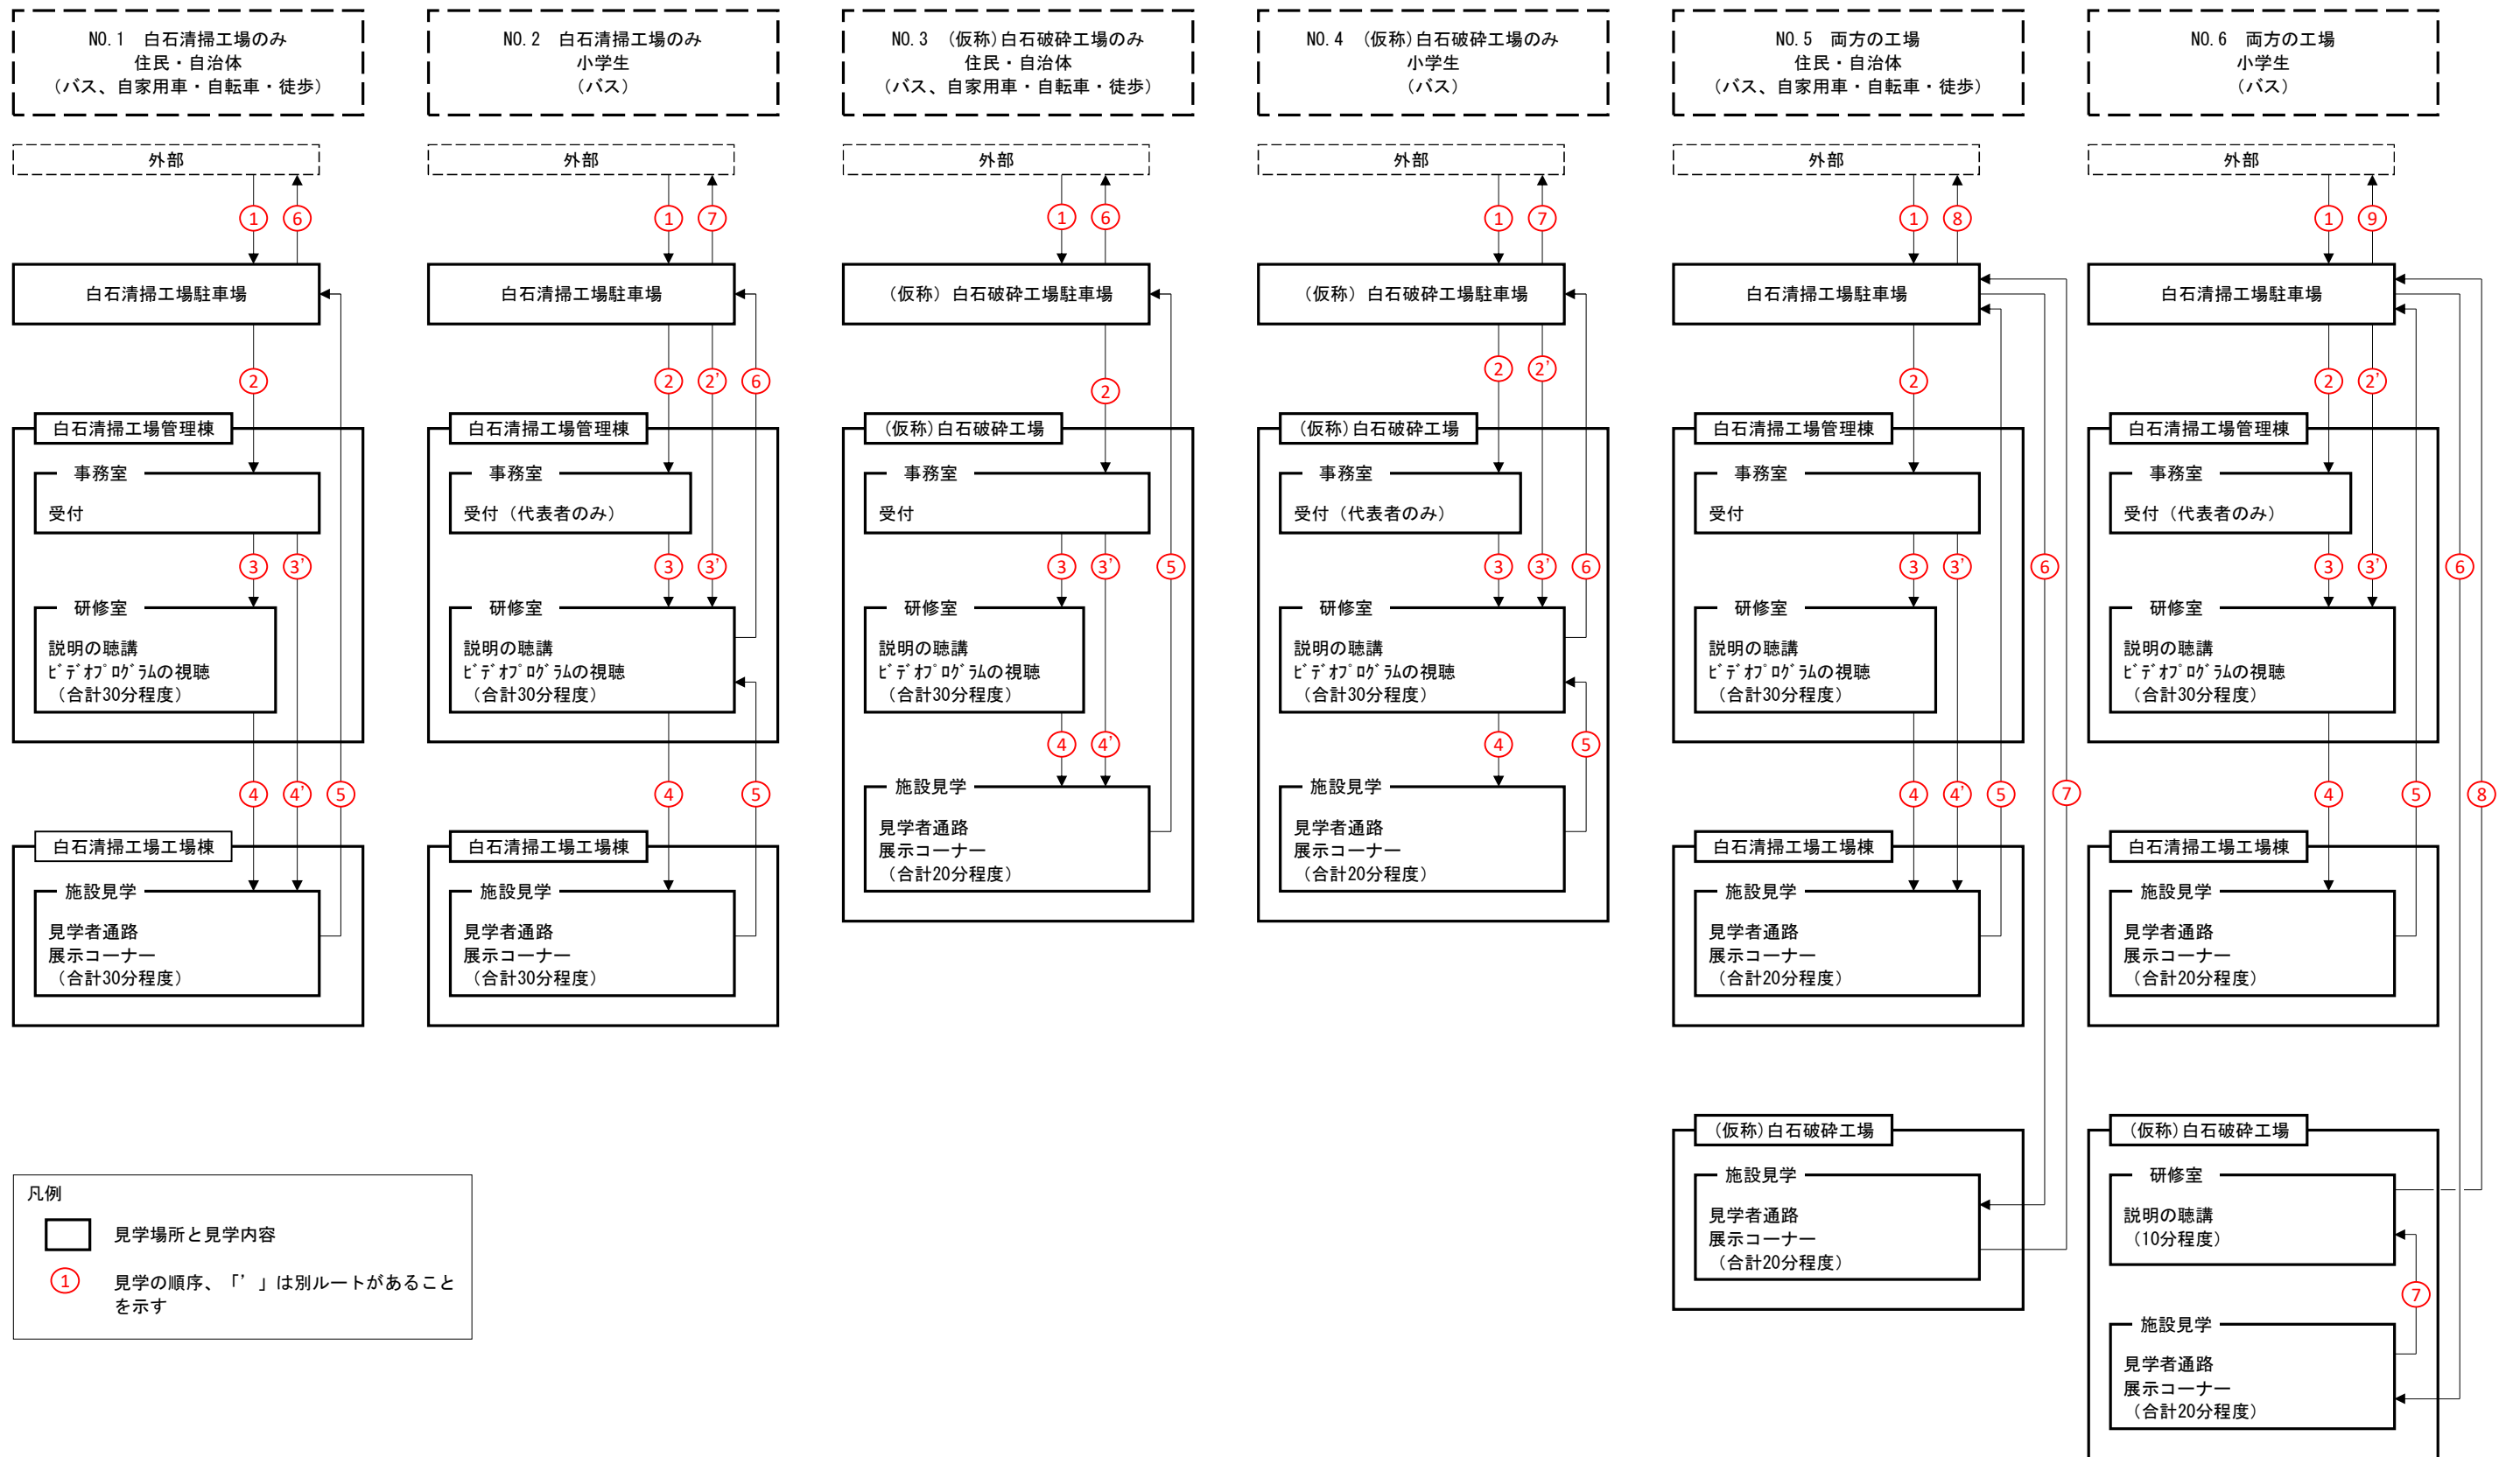 NO.1　白石清掃工場のみ
住民・自治体
（バス、自家用車・自転車・徒歩）
外部
①
⑥
白石清掃工場駐車場
②
白石清掃工場管理棟
事務室
受付
3
3'
5
研修室
説明の聴講
ﾋﾞﾃﾞｵﾌﾟﾛｸﾞﾗﾑの視聴
（合計30分程度）
4
4'
白石清掃工場工場棟
施設見学
見学者通路
展示コーナー
（合計30分程度）
NO.2　白石清掃工場のみ
小学生
（バス）
外部
1
7
白石清掃工場駐車場
2
2'
6
白石清掃工場管理棟
事務室
受付（代表者のみ）
3
3'
研修室
説明の聴講
ﾋﾞﾃﾞｵﾌﾟﾛｸﾞﾗﾑの視聴
（合計30分程度）
4
5
白石清掃工場工場棟
施設見学
見学者通路
展示コーナー
（合計30分程度）
NO.3　(仮称)白石破砕工場のみ
住民・自治体
（バス、自家用車・自転車・徒歩）
外部
1
6
（仮称）白石破砕工場駐車場
2
(仮称)白石破砕工場
事務室
受付
3
3'
5
研修室
説明の聴講
ﾋﾞﾃﾞｵﾌﾟﾛｸﾞﾗﾑの視聴
（合計30分程度）
4
4'
施設見学
見学者通路
展示コーナー
（合計20分程度）
NO.4　(仮称)白石破砕工場のみ
小学生
（バス）
外部
1
7
（仮称）白石破砕工場駐車場
2
2'
(仮称)白石破砕工場
事務室
受付（代表者のみ）
3
3'
6
研修室
説明の聴講
ﾋﾞﾃﾞｵﾌﾟﾛｸﾞﾗﾑの視聴
（合計30分程度）
4
5
施設見学
見学者通路
展示コーナー
（合計20分程度）
NO.5　両方の工場
住民・自治体
（バス、自家用車・自転車・徒歩）
外部
1
8
白石清掃工場駐車場
2
白石清掃工場管理棟
事務室
受付
3
3'
6
研修室
説明の聴講
ﾋﾞﾃﾞｵﾌﾟﾛｸﾞﾗﾑの視聴
（合計30分程度）
4
4'
5
7
白石清掃工場工場棟
施設見学
見学者通路
展示コーナー
（合計20分程度）
(仮称)白石破砕工場
施設見学
見学者通路
展示コーナー
（合計20分程度）
NO.6　両方の工場
小学生
（バス）
外部
1
9
白石清掃工場駐車場
2
2'
白石清掃工場管理棟
事務室
受付（代表者のみ）
3
3'
6
研修室
説明の聴講
ﾋﾞﾃﾞｵﾌﾟﾛｸﾞﾗﾑの視聴
（合計30分程度）
4
5
8
白石清掃工場工場棟
施設見学
見学者通路
展示コーナー
（合計20分程度）
(仮称)白石破砕工場
研修室
説明の聴講
（10分程度）
7
施設見学
見学者通路
展示コーナー
（合計20分程度）
凡例
見学場所と見学内容
1
見学の順序、「’」は別ルートがあること
を示す